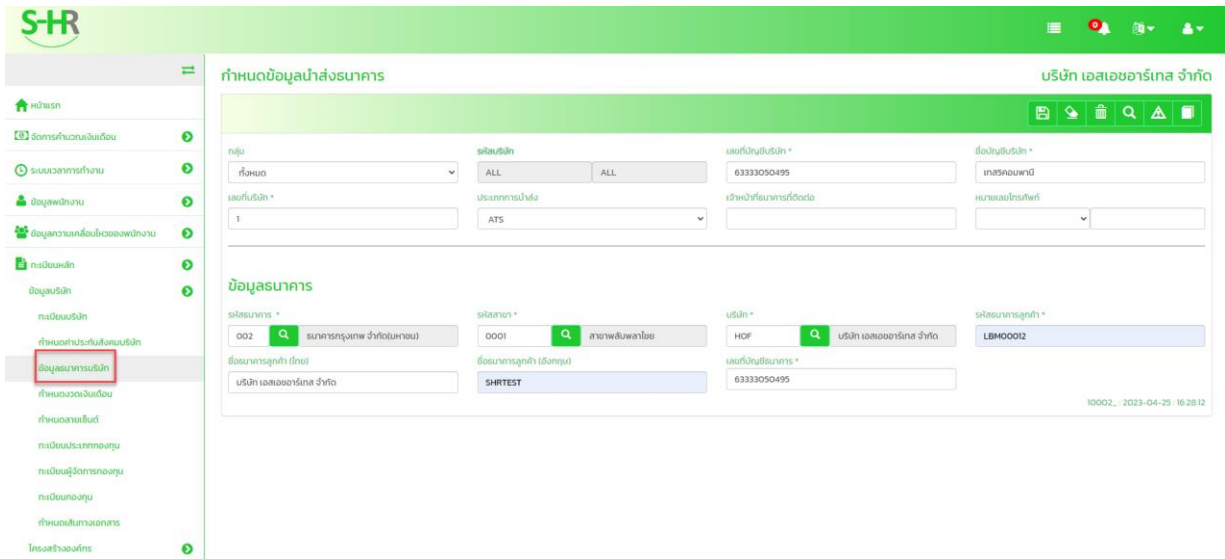 S-HR
0
กำหนดข้อมูลนำส่งธนาคาร
บริษัท เอสเอชอาร์เทส จำกัด
หน้าแรก
จัดการคำนวณเงินเดือน
ระบบเวลาการทำงาน
ข้อมูลพนักงาน
ข้อมูลความเคลื่อนไหวของพนักงาน
ทะเบียนหลัก
ข้อมูลบริษัท
ทะเบียนบริษัท
กำหนดค่าประกันสังคมบริษัท
ข้อมูลธนาคารบริษัท
กำหนดงวดเงินเดือน
กำหนดลายเซ็นต์
ทะเบียนประเภทกองทุน
ทะเบียนผู้จัดการกองทุน
ทะเบียนกองทุน
กำหนดเส้นทางเอกสาร
โครงสร้างองค์กร
กลุ่ม รหัสบริษัท เลขที่บัญชีบริษัท * ชื่อบัญชีบริษัท *
ทั้งหมด ALL ALL 63333050495 เทสรคอมพานี
เลขที่บริษัท * ประเภทการนำส่ง เจ้าหน้าที่ธนาคารที่ติดต่อ หมายเลขโทรศัพท์
1 ATS
ข้อมูลธนาคาร
รหัสธนาคาร * รหัสสาขา * บริษัท * รหัสธนาคารลูกค้า *
002 ธนาคารกรุงเทพ จำกัด(มหาชน) 0001 สาขาพลับพลาไชย HOF บริษัท เอสเอชอาร์เทส จำกัด LBM00012
ชื่อธนาคารลูกค้า (ไทย) ชื่อธนาคารลูกค้า (อังกฤษ) เลขที่บัญชีธนาคาร *
บริษัท เอสเอชอาร์เทส จำกัด SHRTEST 63333050495
10002_ : 2023-04-25 : 16:28:12